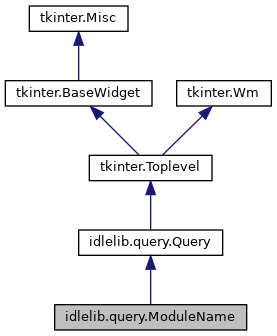 tkinter.Misc
tkinter.BaseWidget
tkinter.Wm
tkinter.Toplevel
idlelib.query.Query
idlelib.query.ModuleName